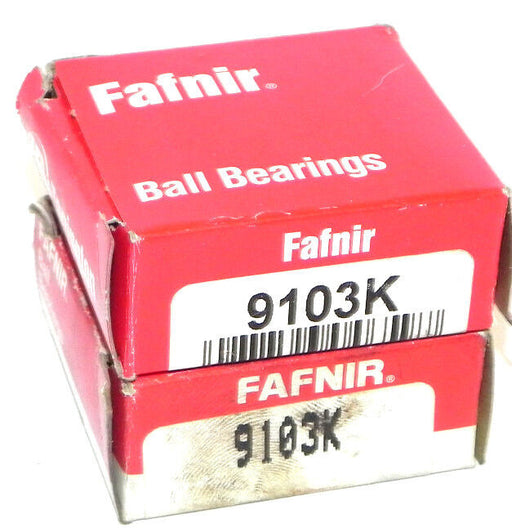 Fafnir®
Ball Bearings
Fafnir
9103K
FAFNIR®
9103K